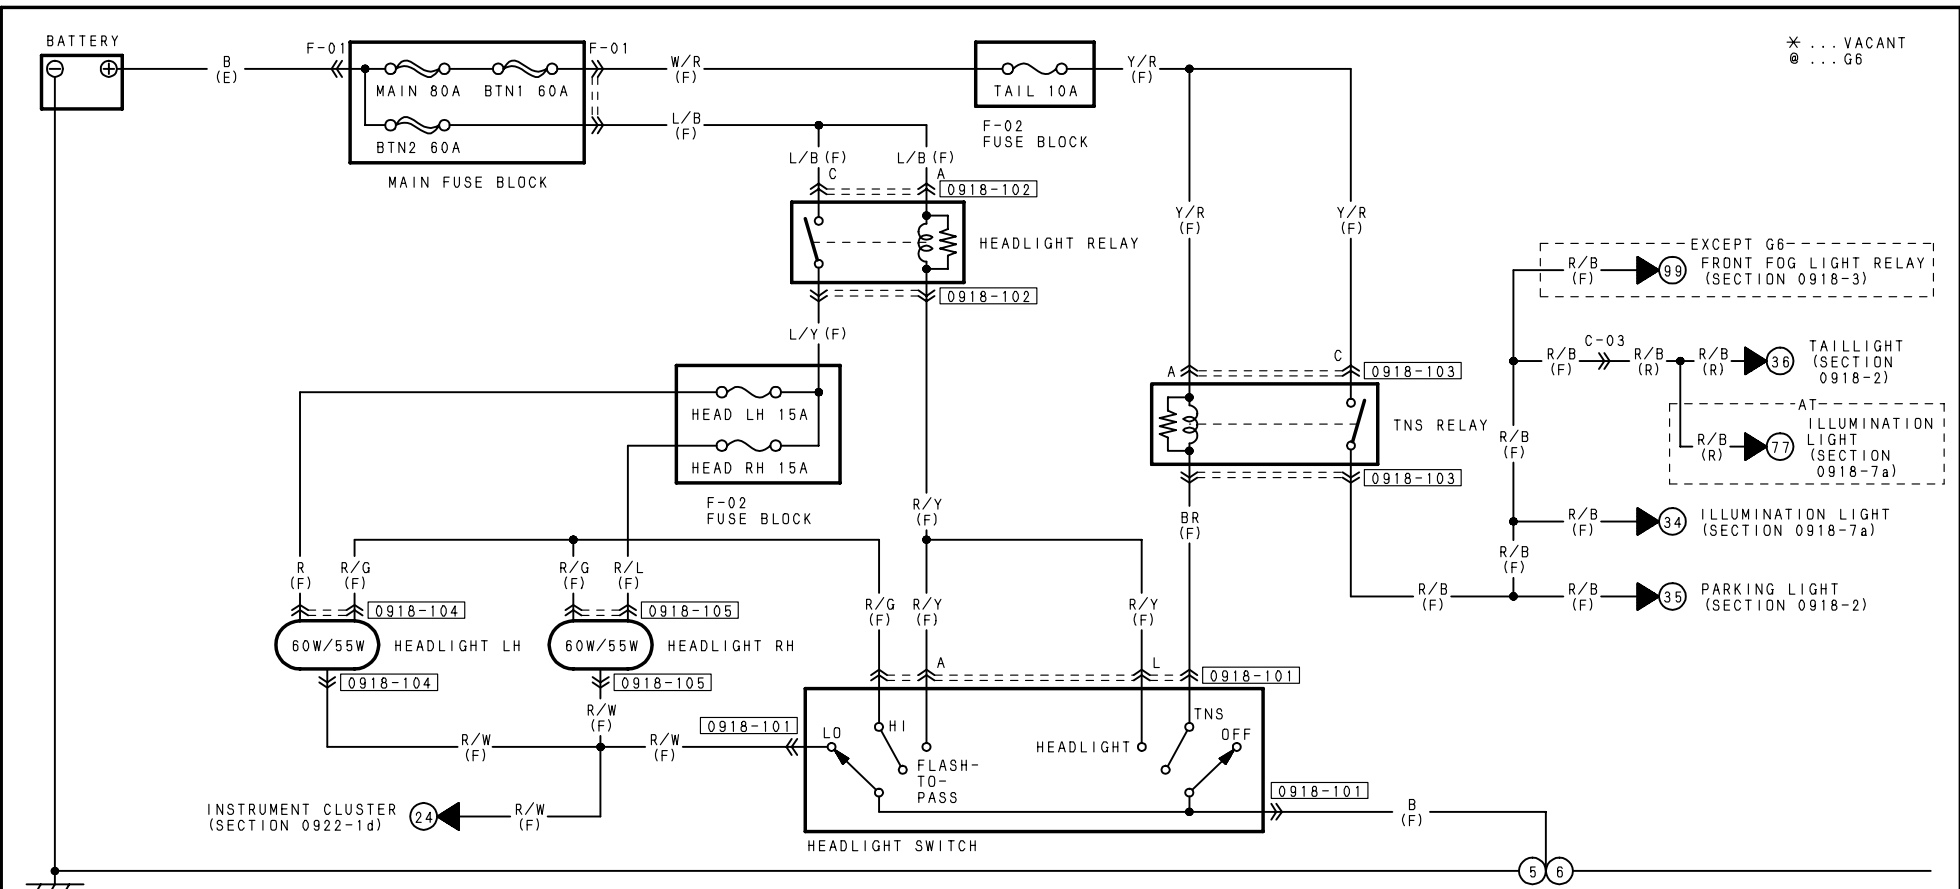 BATTERY
B
(E)
F-01
F-01
MAIN 80A
BTN1 60A
BTN2 60A
MAIN FUSE BLOCK
W/R
(F)
L/B
(F)
TAIL 10A
F-02
FUSE BLOCK
Y/R
(F)
* ... VACANT
@ ... G6
L/B (F)
L/B (F)
C
A
0918-102
HEADLIGHT RELAY
0918-102
L/Y (F)
Y/R
(F)
Y/R
(F)
EXCEPT G6
R/B
(F)
99
FRONT FOG LIGHT RELAY
(SECTION 0918-3)
C-03
R/B
(F)
R/B
(R)
R/B
(R)
36
TAILLIGHT
(SECTION
0918-2)
AT
R/B
(R)
77
ILLUMINATION
LIGHT
(SECTION
0918-7a)
HEAD LH 15A
HEAD RH 15A
F-02
FUSE BLOCK
A
C
0918-103
TNS RELAY
0918-103
R/B
(F)
R/Y
(F)
BR
(F)
R/B
(F)
34
ILLUMINATION LIGHT
(SECTION 0918-7a)
R/B
(F)
R
(F)
R/G
(F)
R/G
(F)
R/L
(F)
R/G
(F)
R/Y
(F)
R/Y
(F)
R/B
(F)
R/B
(F)
35
PARKING LIGHT
(SECTION 0918-2)
0918-104
0918-105
60W/55W
HEADLIGHT LH
60W/55W
HEADLIGHT RH
0918-104
0918-105
A
L
0918-101
R/W
(F)
R/W
(F)
R/W
(F)
0918-101
LO
HI
FLASH-
TO-
PASS
HEADLIGHT
TNS
OFF
0918-101
B
(F)
INSTRUMENT CLUSTER
(SECTION 0922-1d)
24
R/W
(F)
HEADLIGHT SWITCH
5
6